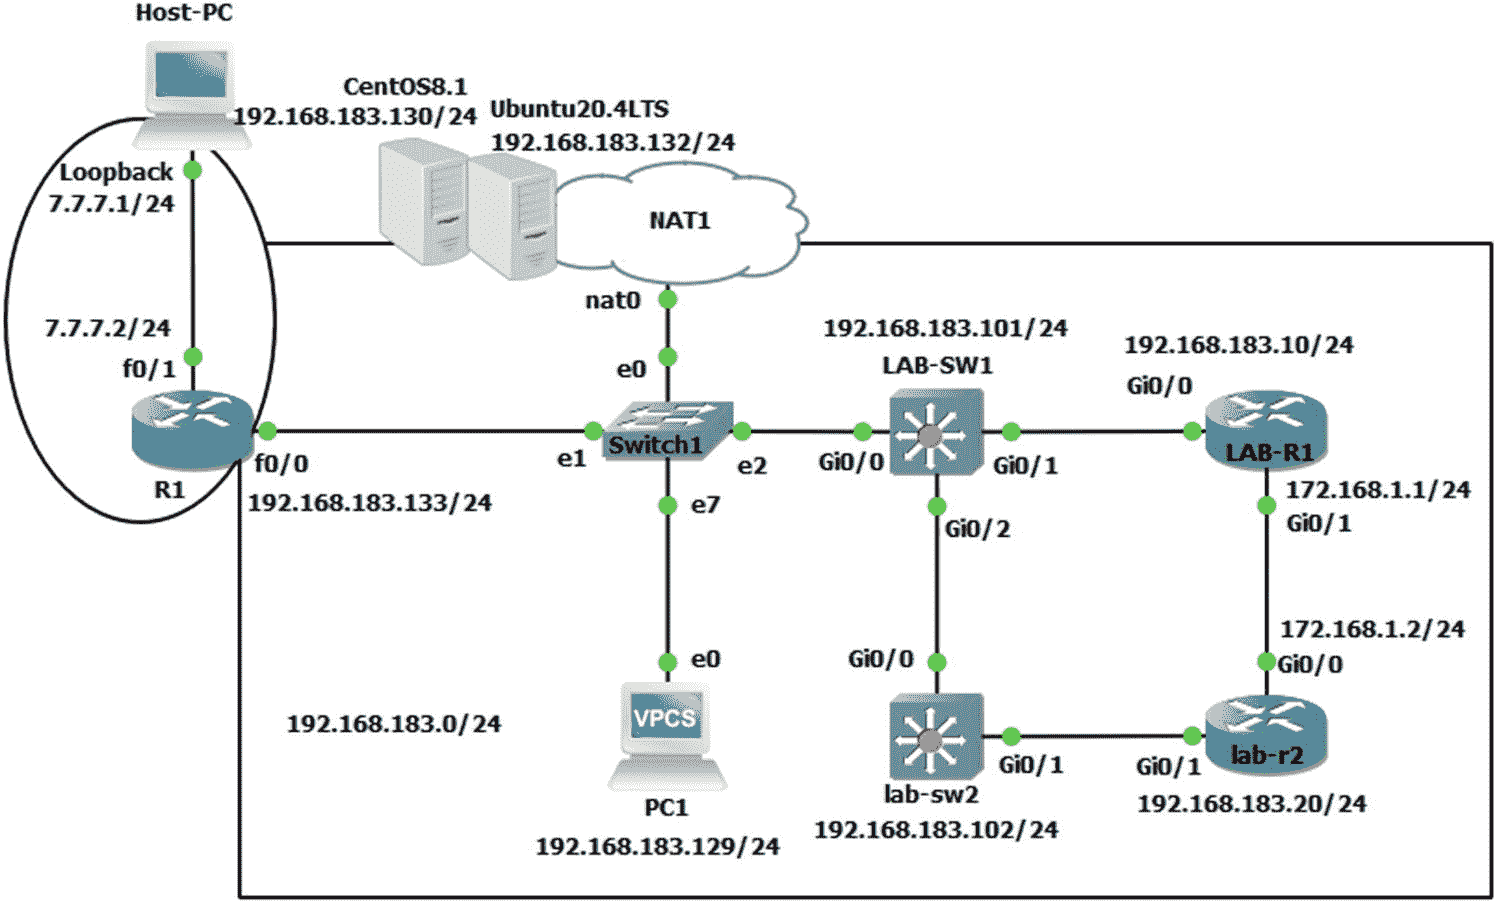 Host-PC
CentOS8.1
192.168.183.130/24
Ubuntu20.4LTS
192.168.183.132/24
Loopback
7.7.7.1/24
NAT1
nat0
7.7.7.2/24
f0/1
e0
192.168.183.101/24
LAB-SW1
192.168.183.10/24
Gi0/0
Switch1
LAB-R1
f0/0
e1
e2
Gi0/0
Gi0/1
R1
192.168.183.133/24
e7
172.168.1.1/24
Gi0/1
Gi0/2
172.168.1.2/24
e0
Gi0/0
Gi0/0
192.168.183.0/24
VPCS
lab-r2
Gi0/1
Gi0/1
PC1
lab-sw2
192.168.183.20/24
192.168.183.129/24
192.168.183.102/24